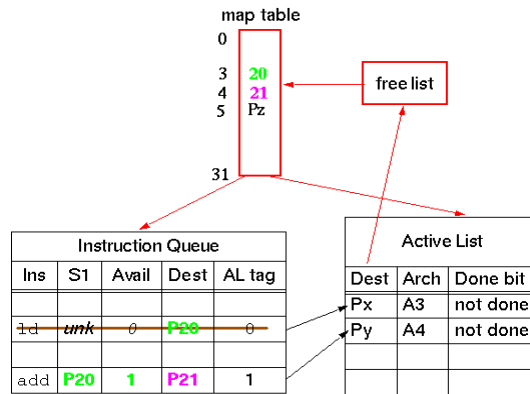 map table
0
3 20
4 21
5 Pz
31
free list
Instruction Queue
Ins S1 Avail Dest AL tag
ld unk 0 P20 0
add P20 1 P21 1
Active List
Dest Arch Done bit
Px A3 not done
Py A4 not done